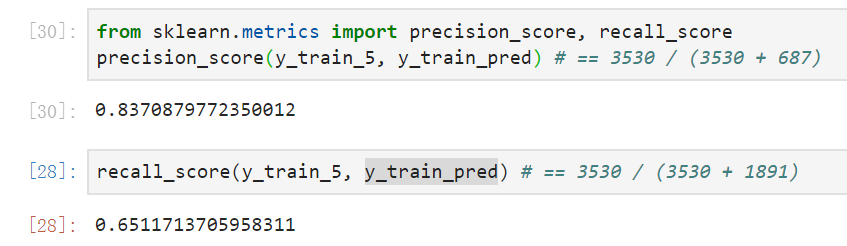 [30]: from sklearn.metrics import precision_score, recall_score
precision_score(y_train_5, y_train_pred) # == 3530 / (3530 + 687)
[30]: 0.8370879772350012
[28]: recall_score(y_train_5, y_train_pred) # == 3530 / (3530 + 1891)
[28]: 0.6511713705958311